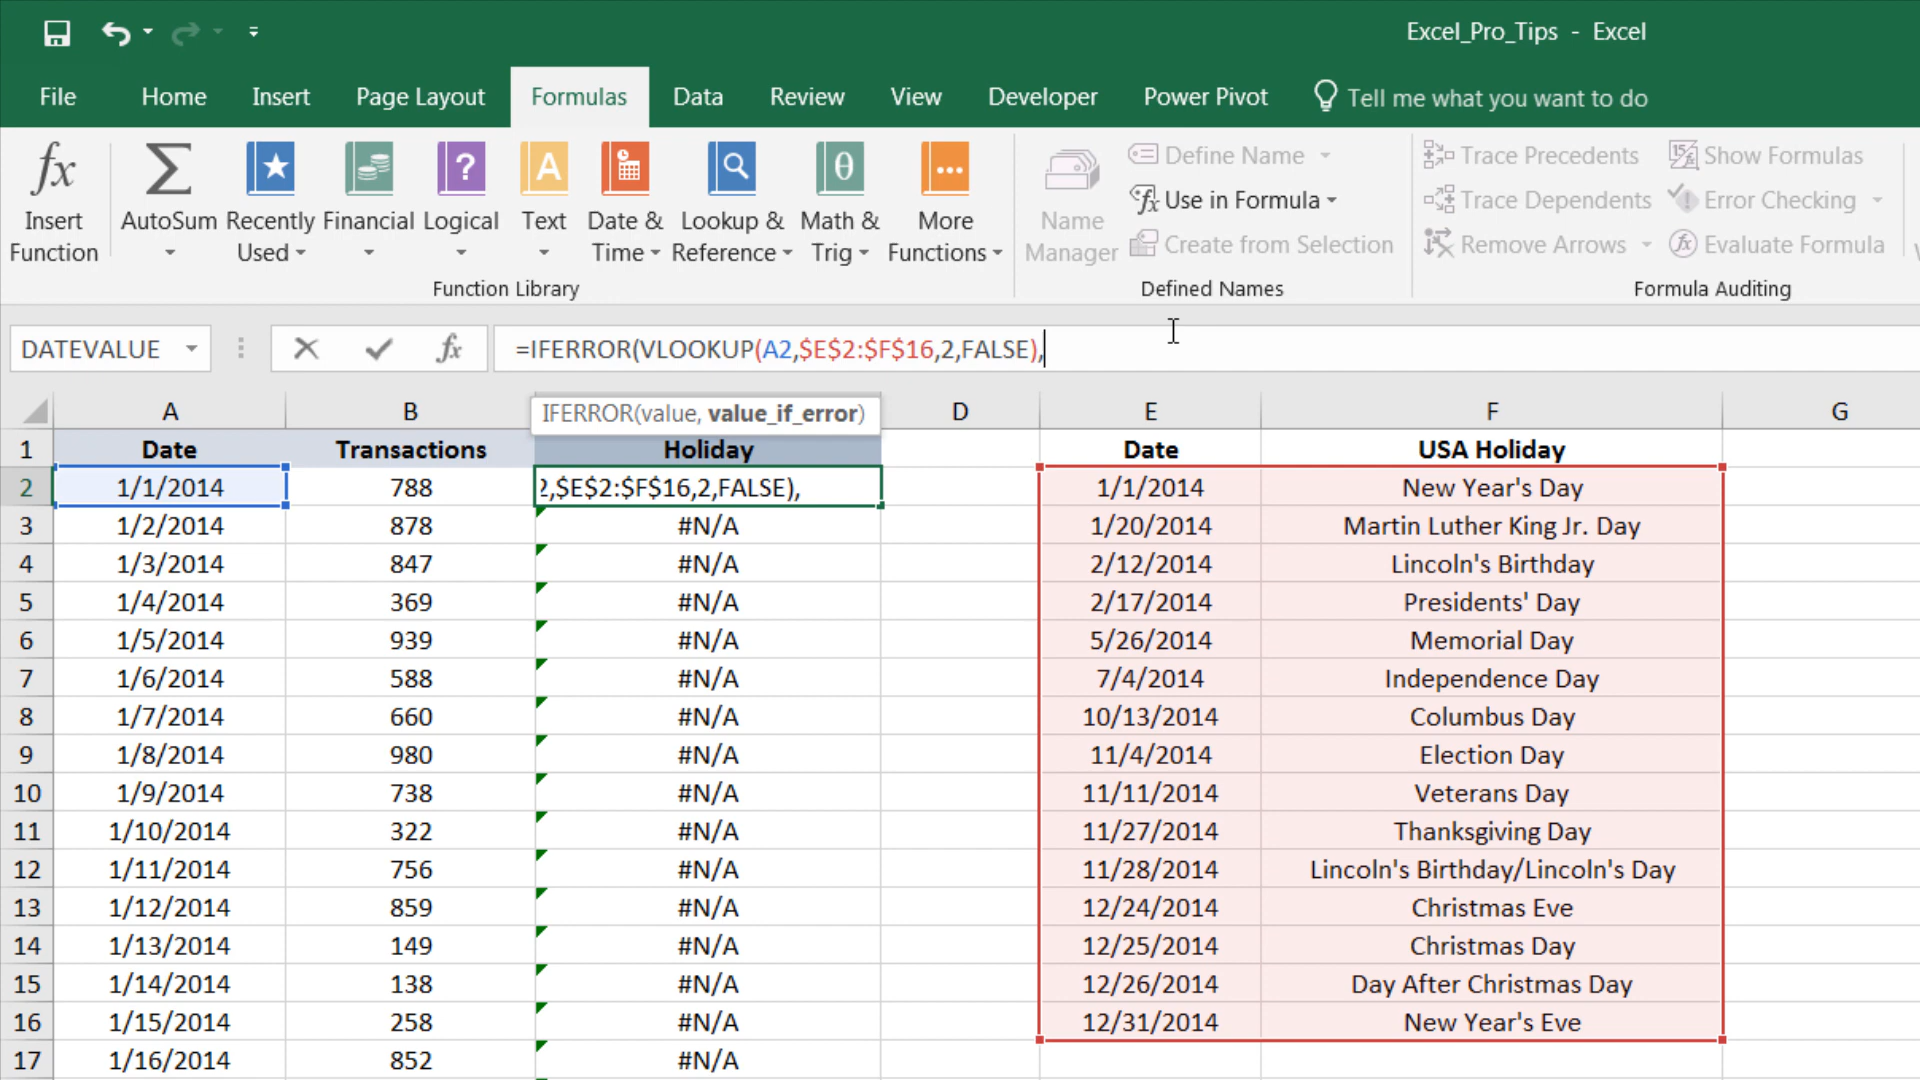 Excel_Pro_Tips - Excel
File Home Insert Page Layout Formulas Data Review View Developer Power Pivot Tell me what you want to do
fx Σ ? A θ
Insert Function
AutoSum
Recently Used
Financial
Logical
Text
Date & Time
Lookup & Reference
Math & Trig
More Functions
Function Library
Name Manager
Define Name
Use in Formula
Create from Selection
Defined Names
Trace Precedents
Trace Dependents
Remove Arrows
Show Formulas
Error Checking
Evaluate Formula
Formula Auditing
DATEVALUE fx =IFERROR(VLOOKUP(A2,$E$2:$F$16,2,FALSE),
IFERROR(value, value_if_error)
A B D E F G
1 Date Transactions Holiday Date USA Holiday
2 1/1/2014 788 2,$E$2:$F$16,2,FALSE), 1/1/2014 New Year's Day
3 1/2/2014 878 #N/A 1/20/2014 Martin Luther King Jr. Day
4 1/3/2014 847 #N/A 2/12/2014 Lincoln's Birthday
5 1/4/2014 369 #N/A 2/17/2014 Presidents' Day
6 1/5/2014 939 #N/A 5/26/2014 Memorial Day
7 1/6/2014 588 #N/A 7/4/2014 Independence Day
8 1/7/2014 660 #N/A 10/13/2014 Columbus Day
9 1/8/2014 980 #N/A 11/4/2014 Election Day
10 1/9/2014 738 #N/A 11/11/2014 Veterans Day
11 1/10/2014 322 #N/A 11/27/2014 Thanksgiving Day
12 1/11/2014 756 #N/A 11/28/2014 Lincoln's Birthday/Lincoln's Day
13 1/12/2014 859 #N/A 12/24/2014 Christmas Eve
14 1/13/2014 149 #N/A 12/25/2014 Christmas Day
15 1/14/2014 138 #N/A 12/26/2014 Day After Christmas Day
16 1/15/2014 258 #N/A 12/31/2014 New Year's Eve
17 1/16/2014 852 #N/A